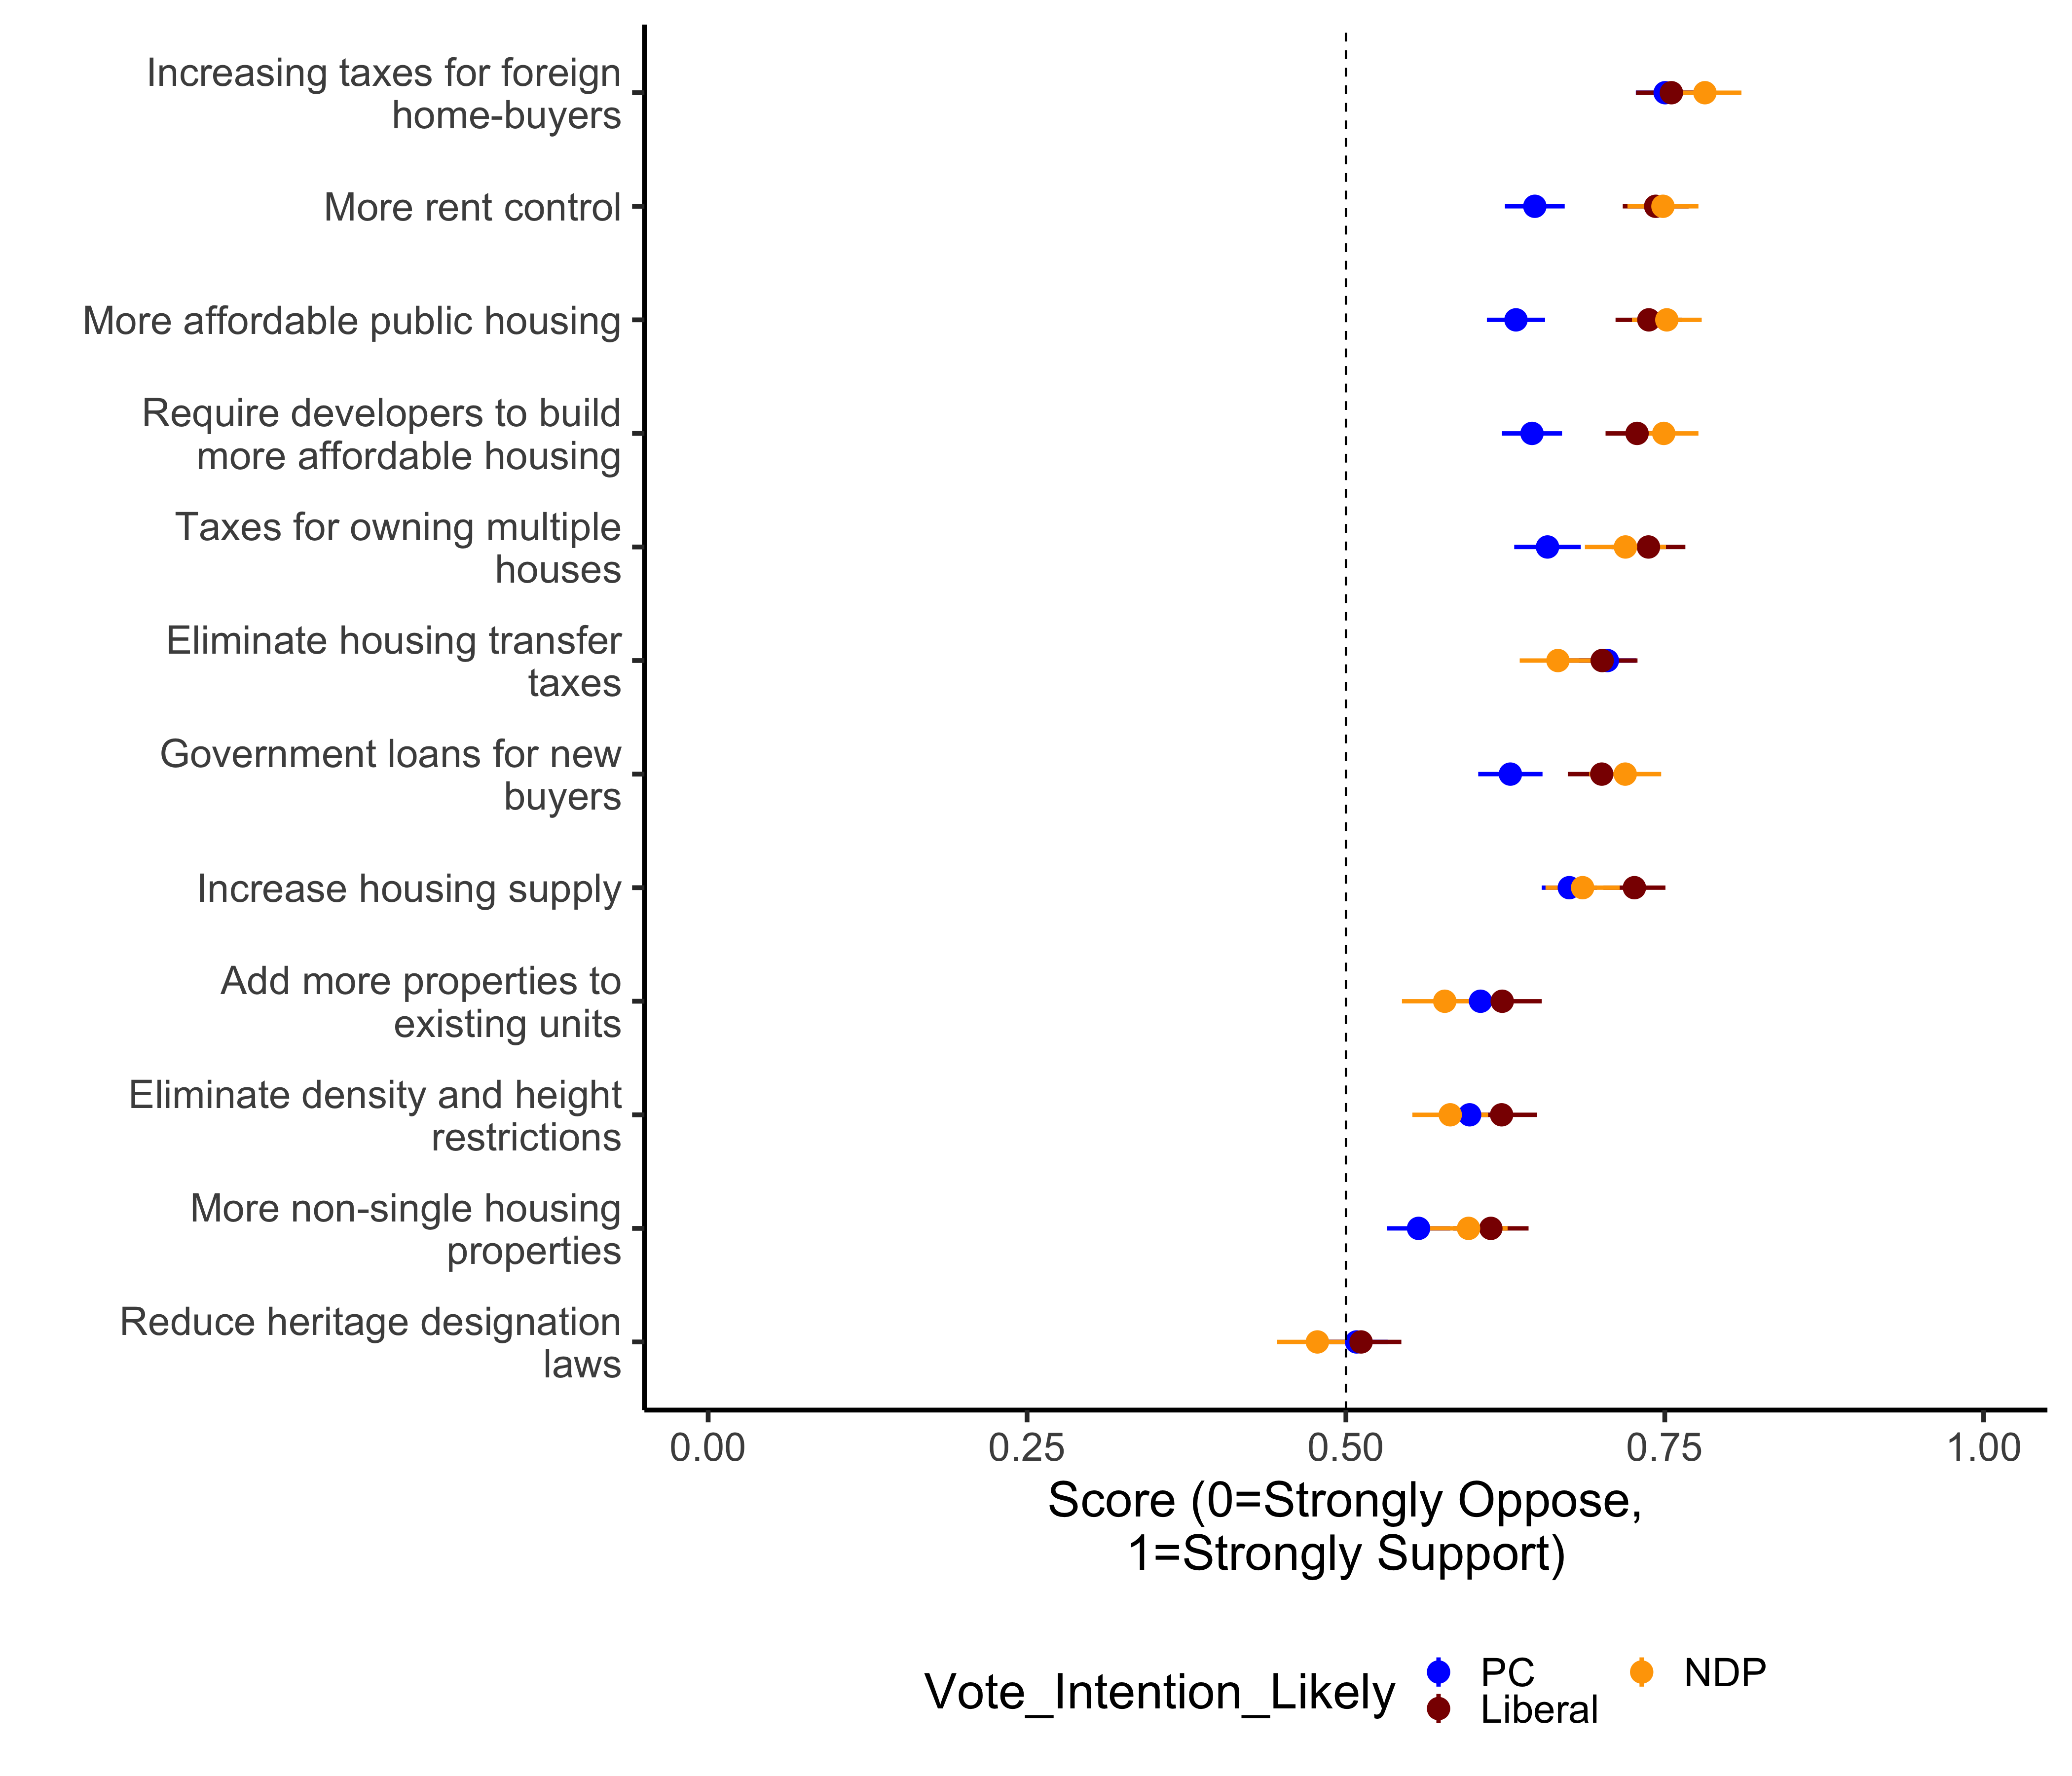 Increasing taxes for foreign
home-buyers
More rent control
More affordable public housing
Require developers to build
more affordable housing
Taxes for owning multiple
houses
Eliminate housing transfer
taxes
Government loans for new
buyers
Increase housing supply
Add more properties to
existing units
Eliminate density and height
restrictions
More non-single housing
properties
Reduce heritage designation
laws
0.00 0.25 0.50 0.75 1.00
Score (0=Strongly Oppose,
1=Strongly Support)
Vote_Intention_Likely
PC NDP
Liberal